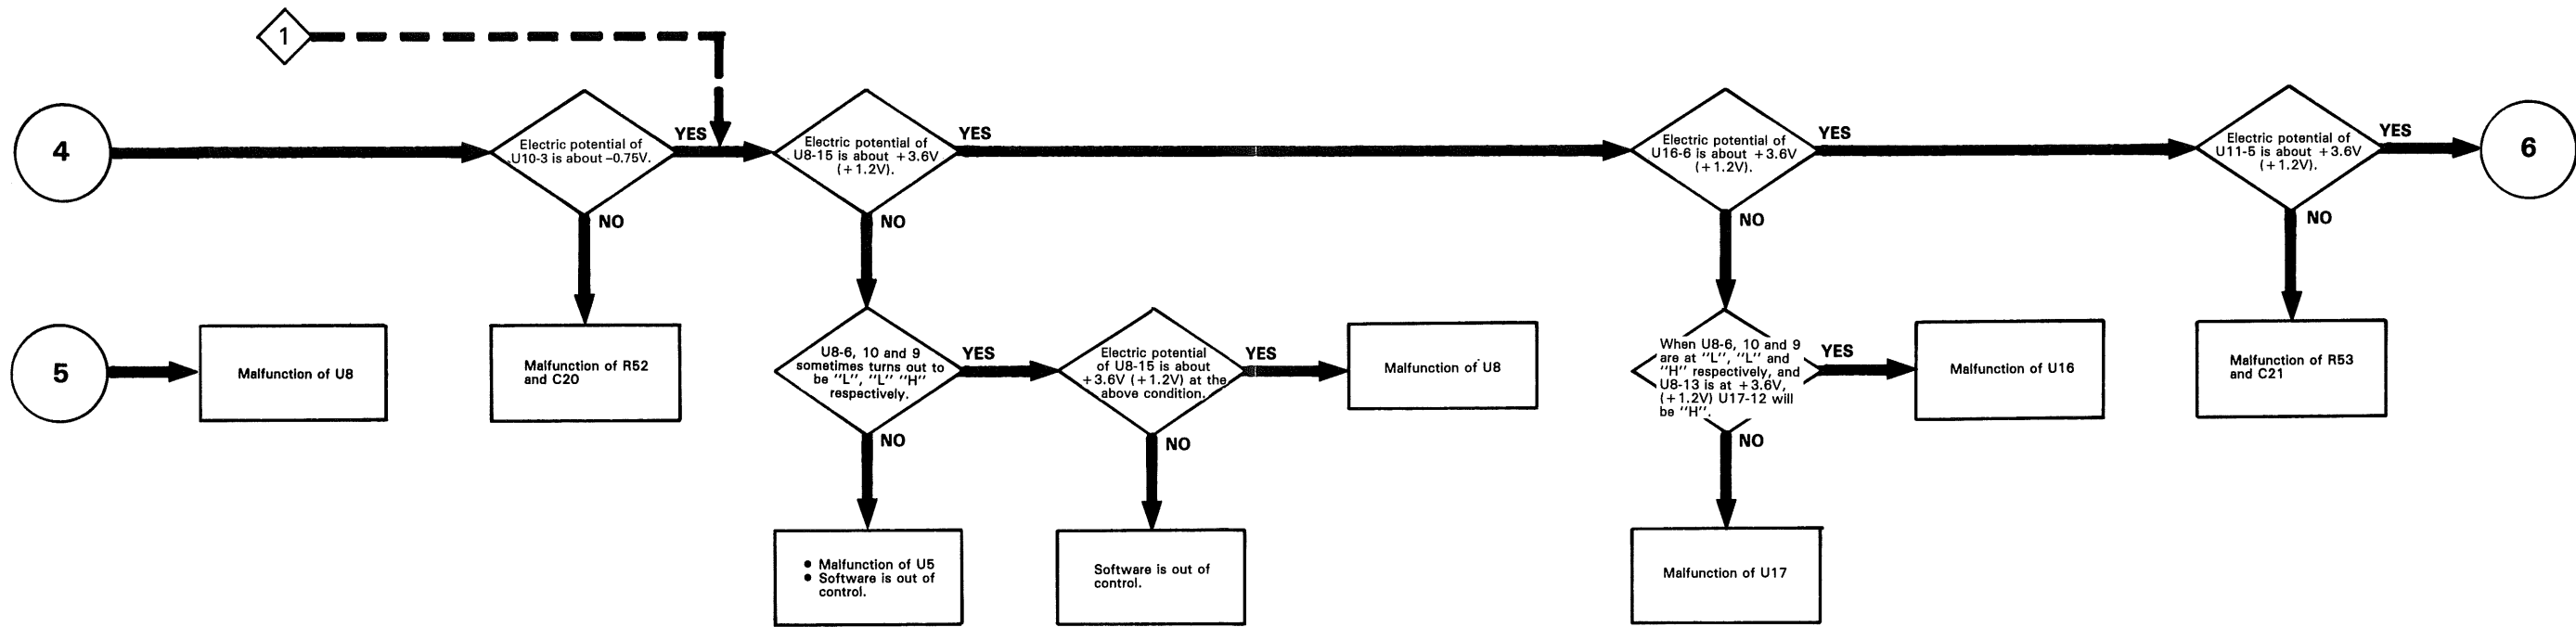 1
4
Electric potential of
U10-3 is about −0.75V.
YES
NO
Electric potential of
U8-15 is about +3.6V
(+1.2V).
YES
NO
Electric potential of
U16-6 is about +3.6V
(+1.2V).
YES
NO
Electric potential of
U11-5 is about +3.6V
(+1.2V).
YES
NO
6
5
Malfunction of U8
Malfunction of R52
and C20
U8-6, 10 and 9
sometimes turns out to
be "L", "L" "H"
respectively.
YES
NO
Electric potential
of U8-15 is about
+3.6V (+1.2V) at the
above condition.
YES
NO
Malfunction of U8
When U8-6, 10 and 9
are at "L", "L" and
"H" respectively, and
U8-13 is at +3.6V,
(+1.2V) U17-12 will
be "H".
YES
NO
Malfunction of U16
Malfunction of R53
and C21
• Malfunction of U5
• Software is out of
control.
Software is out of
control.
Malfunction of U17